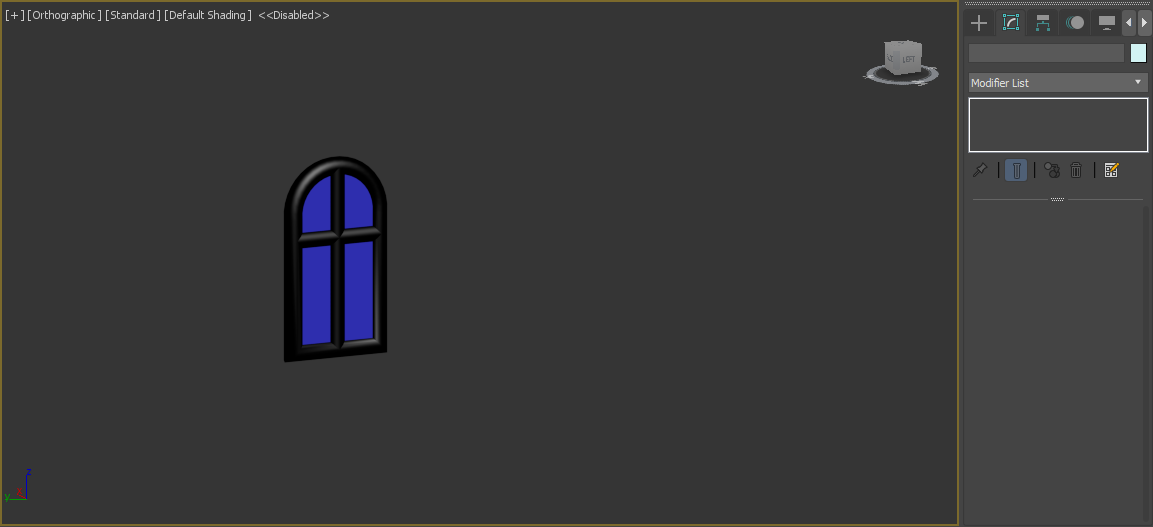 [+] [Orthographic] [Standard] [Default Shading] <<Disabled>>
LEFT
Modifier List
z
y